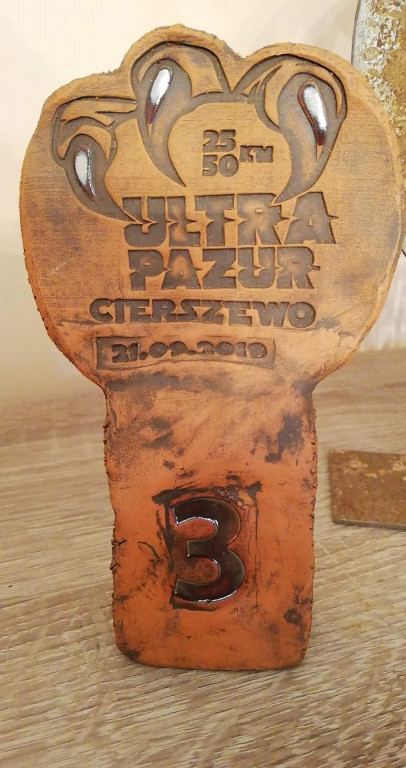 25 KM
50
ULTRA
PAZUR
CIERSZEWO
21.09.2019
3